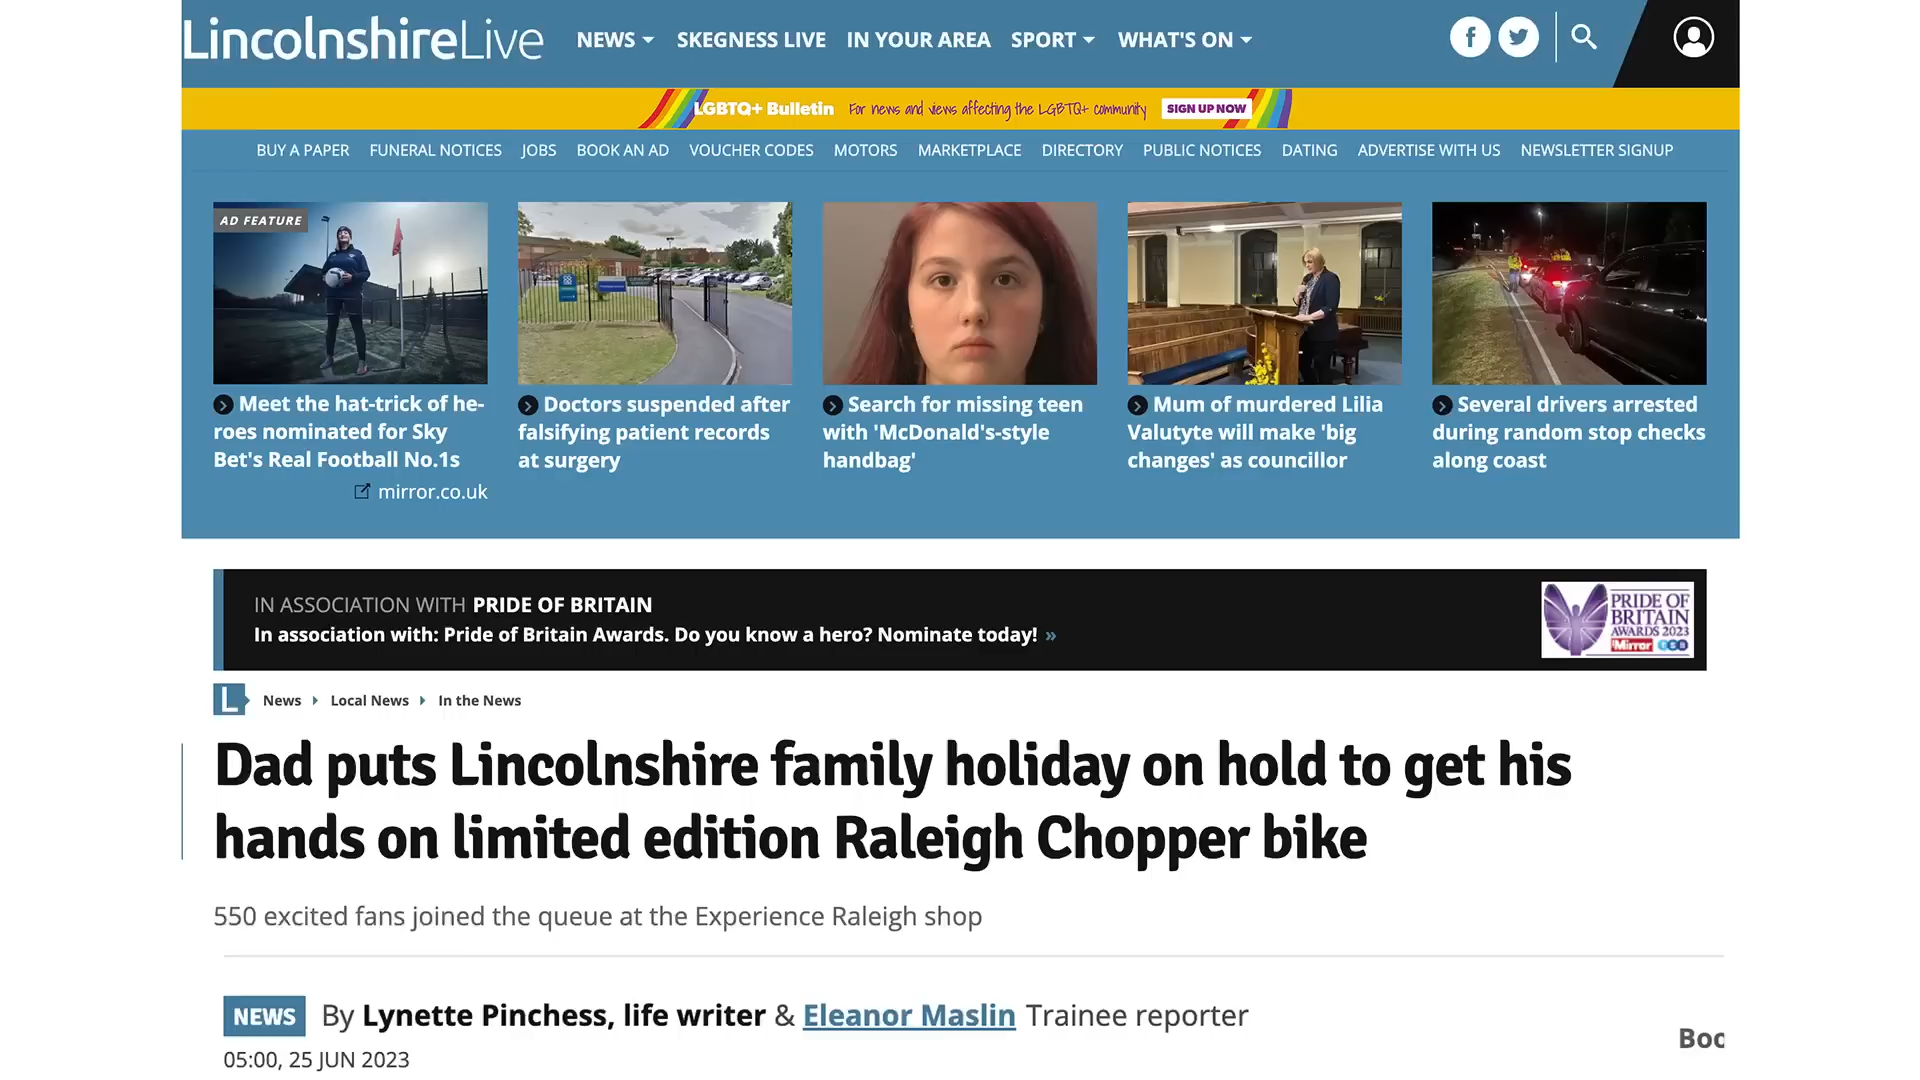 LincolnshireLive
NEWS SKEGNESS LIVE IN YOUR AREA SPORT WHAT'S ON
LGBTQ+ Bulletin For news and views affecting the LGBTQ+ community SIGN UP NOW
BUY A PAPER FUNERAL NOTICES JOBS BOOK AN AD VOUCHER CODES MOTORS MARKETPLACE DIRECTORY PUBLIC NOTICES DATING ADVERTISE WITH US NEWSLETTER SIGNUP
AD FEATURE
Meet the hat-trick of he-
roes nominated for Sky
Bet's Real Football No.1s
mirror.co.uk
Doctors suspended after
falsifying patient records
at surgery
Search for missing teen
with 'McDonald's-style
handbag'
Mum of murdered Lilia
Valutyte will make 'big
changes' as councillor
Several drivers arrested
during random stop checks
along coast
IN ASSOCIATION WITH PRIDE OF BRITAIN
In association with: Pride of Britain Awards. Do you know a hero? Nominate today! »
PRIDE OF
BRITAIN
AWARDS 2023
Mirror TSB
L News Local News In the News
Dad puts Lincolnshire family holiday on hold to get his
hands on limited edition Raleigh Chopper bike
550 excited fans joined the queue at the Experience Raleigh shop
NEWS By Lynette Pinchess, life writer & Eleanor Maslin Trainee reporter
05:00, 25 JUN 2023